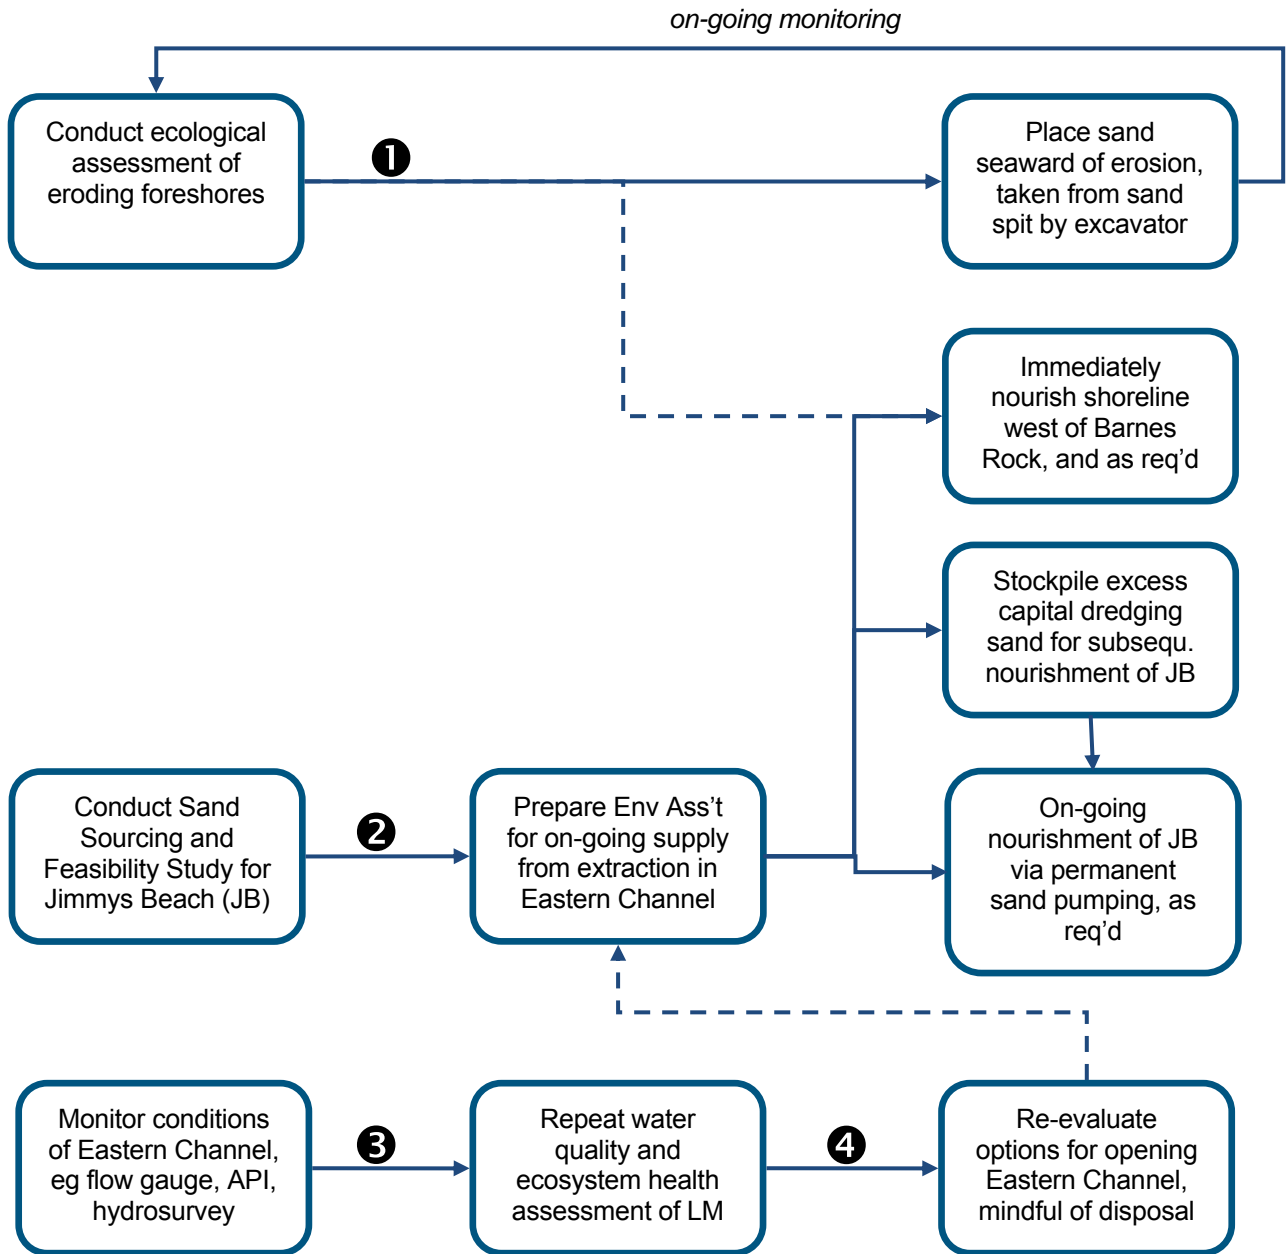 on-going monitoring
Conduct ecological
assessment of
eroding foreshores
❶
Place sand
seaward of erosion,
taken from sand
spit by excavator
Immediately
nourish shoreline
west of Barnes
Rock, and as req’d
Stockpile excess
capital dredging
sand for subsequ.
nourishment of JB
Conduct Sand
Sourcing and
Feasibility Study for
Jimmys Beach (JB)
❷
Prepare Env Ass’t
for on-going supply
from extraction in
Eastern Channel
On-going
nourishment of JB
via permanent
sand pumping, as
req’d
Monitor conditions
of Eastern Channel,
eg flow gauge, API,
hydrosurvey
❸
Repeat water
quality and
ecosystem health
assessment of LM
❹
Re-evaluate
options for opening
Eastern Channel,
mindful of disposal